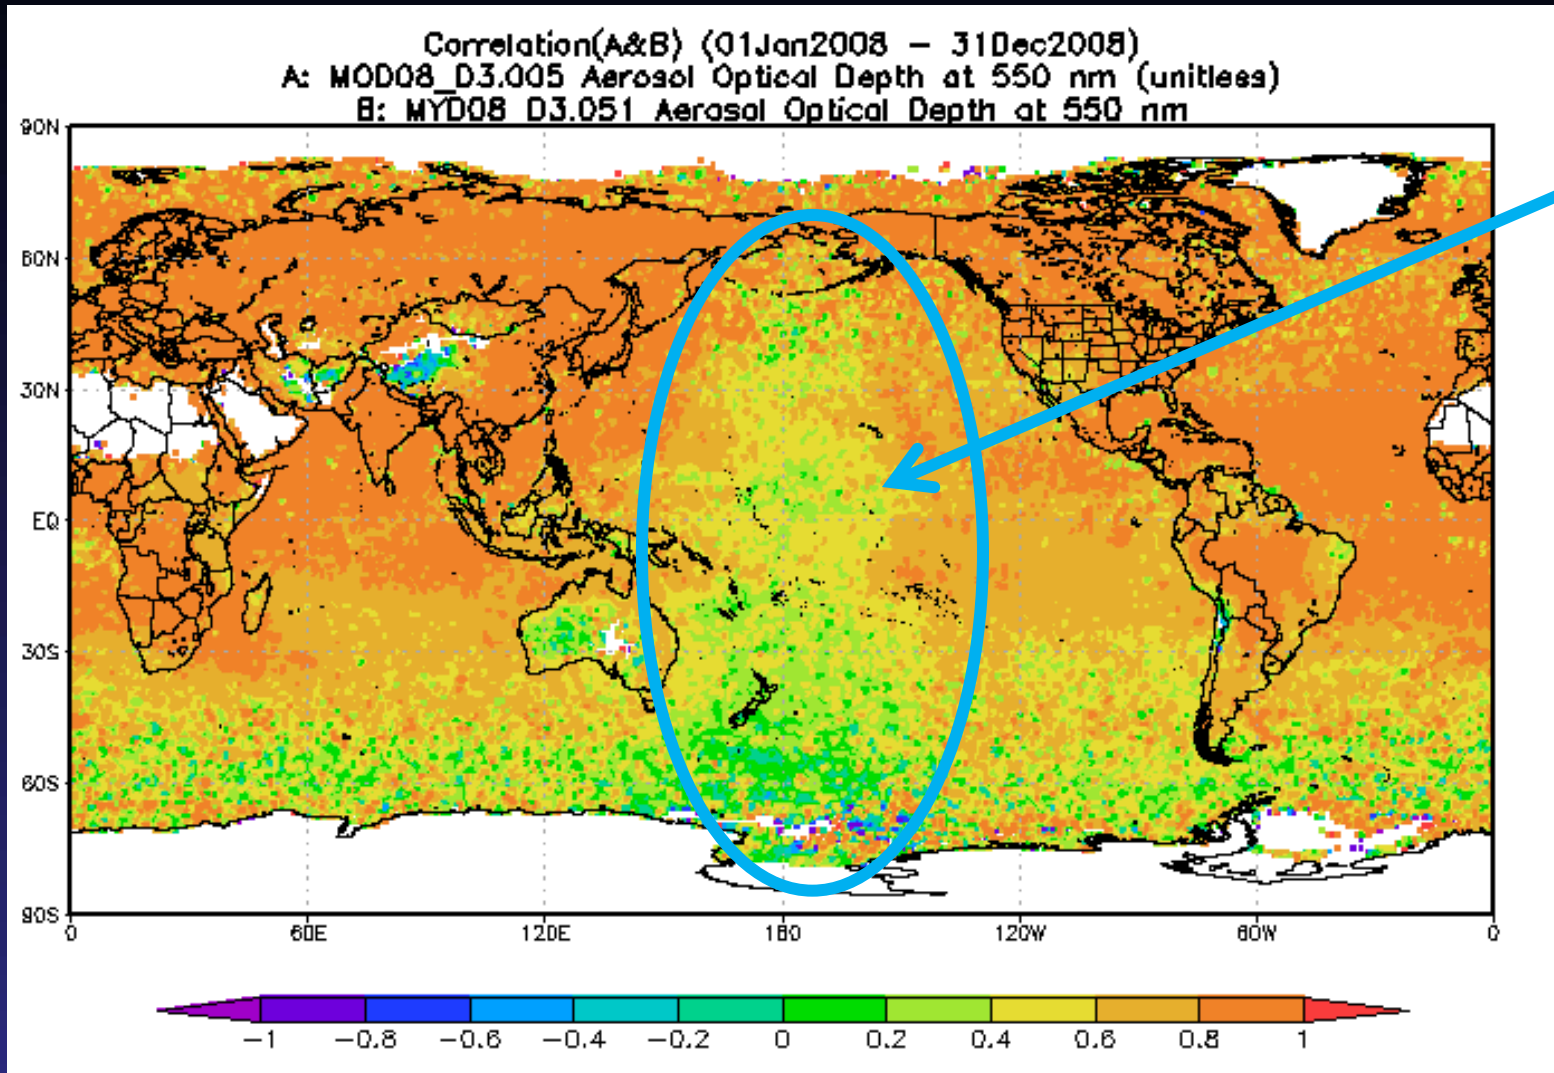 Correlation(A&B) (01Jan2008 - 31Dec2008)
A: MOD08_D3.005 Aerosol Optical Depth at 550 nm (unitless)
B: MYD08 D3.051 Aerosol Optical Depth at 550 nm
90N
60N
30N
EQ
30S
60S
90S
0 60E 120E 180 120W 60W 0
-1 -0.8 -0.6 -0.4 -0.2 0 0.2 0.4 0.6 0.8 1